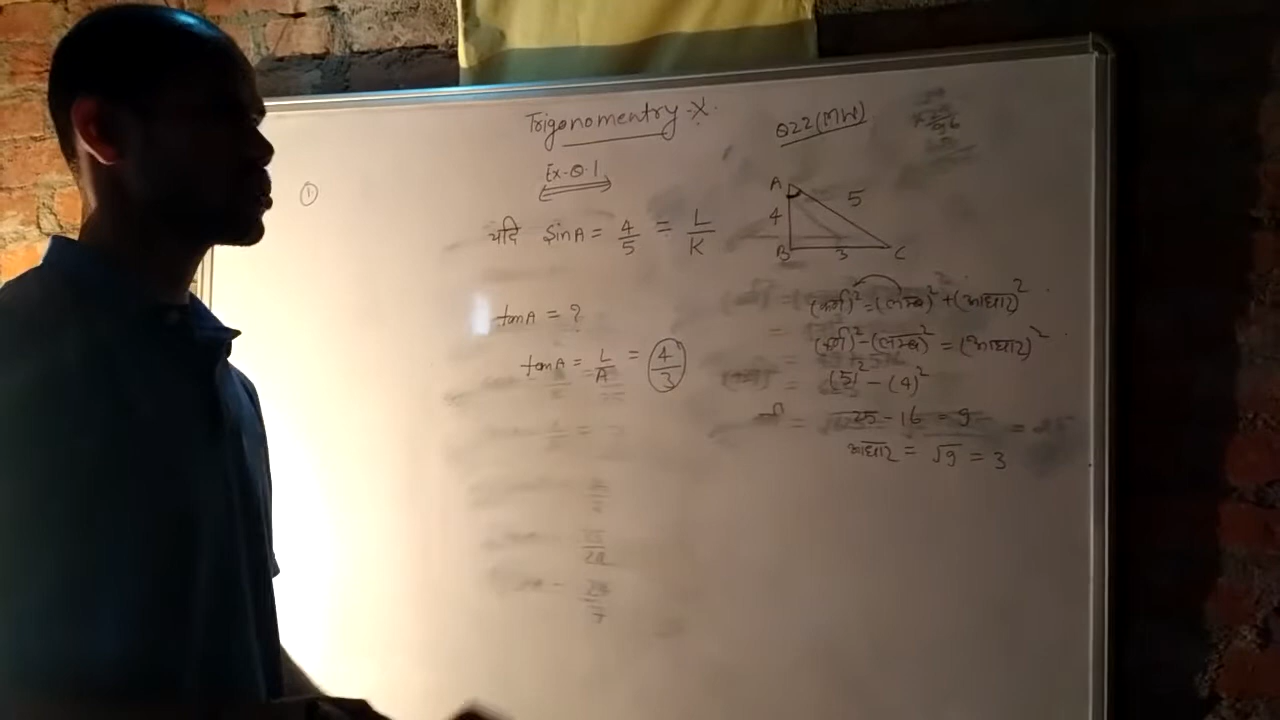 Trigonometry-X.
Ex-8.1
①
यदि sinA = 4/5 = L/K
tanA = ?
tanA = L/A = 4/3
Q22(MW)
A
4
5
B
3
C
(कर्ण)² = (लम्ब)² + (आधार)²
(कर्ण)² - (लम्ब)² = (आधार)²
(5)² - (4)²
25 - 16 = 9
आधार = √9 = 3